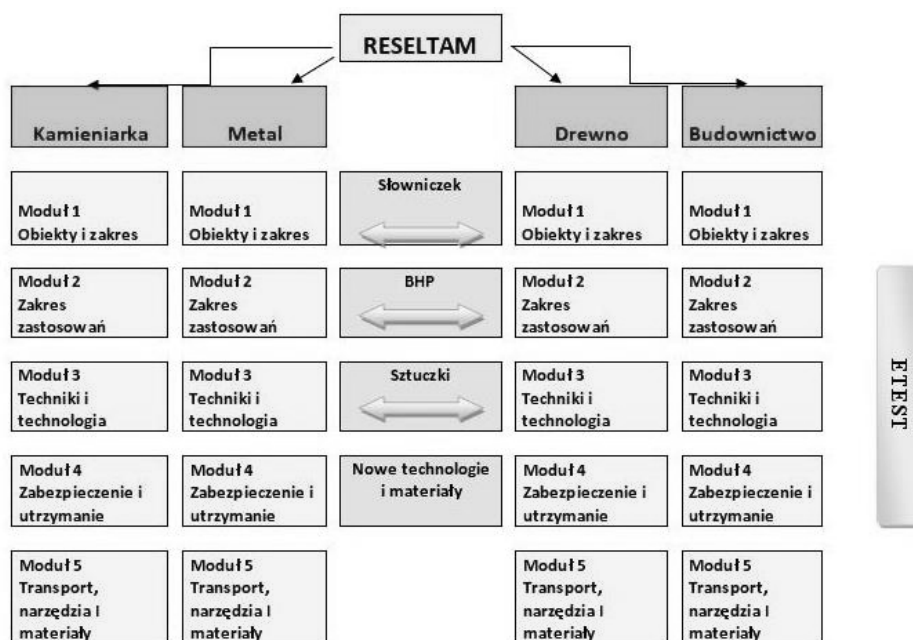 RESELTAM
Kamieniarka
Metal
Drewno
Budownictwo
Moduł 1
Obiekty i zakres
Moduł 1
Obiekty i zakres
Słowniczek
Moduł 1
Obiekty i zakres
Moduł 1
Obiekty i zakres
Moduł 2
Zakres
zastosowań
Moduł 2
Zakres
zastosowań
BHP
Moduł 2
Zakres
zastosowań
Moduł 2
Zakres
zastosowań
Moduł 3
Techniki i
technologia
Moduł 3
Techniki i
technologia
Sztuczki
Moduł 3
Techniki i
technologia
Moduł 3
Techniki i
technologia
Moduł 4
Zabezpieczenie i
utrzymanie
Moduł 4
Zabezpieczenie i
utrzymanie
Nowe technologie
i materiały
Moduł 4
Zabezpieczenie i
utrzymanie
Moduł 4
Zabezpieczenie i
utrzymanie
Moduł 5
Transport,
narzędzia I
materiały
Moduł 5
Transport,
narzędzia I
materiały
Moduł 5
Transport,
narzędzia I
materiały
Moduł 5
Transport,
narzędzia I
materiały
ETEST